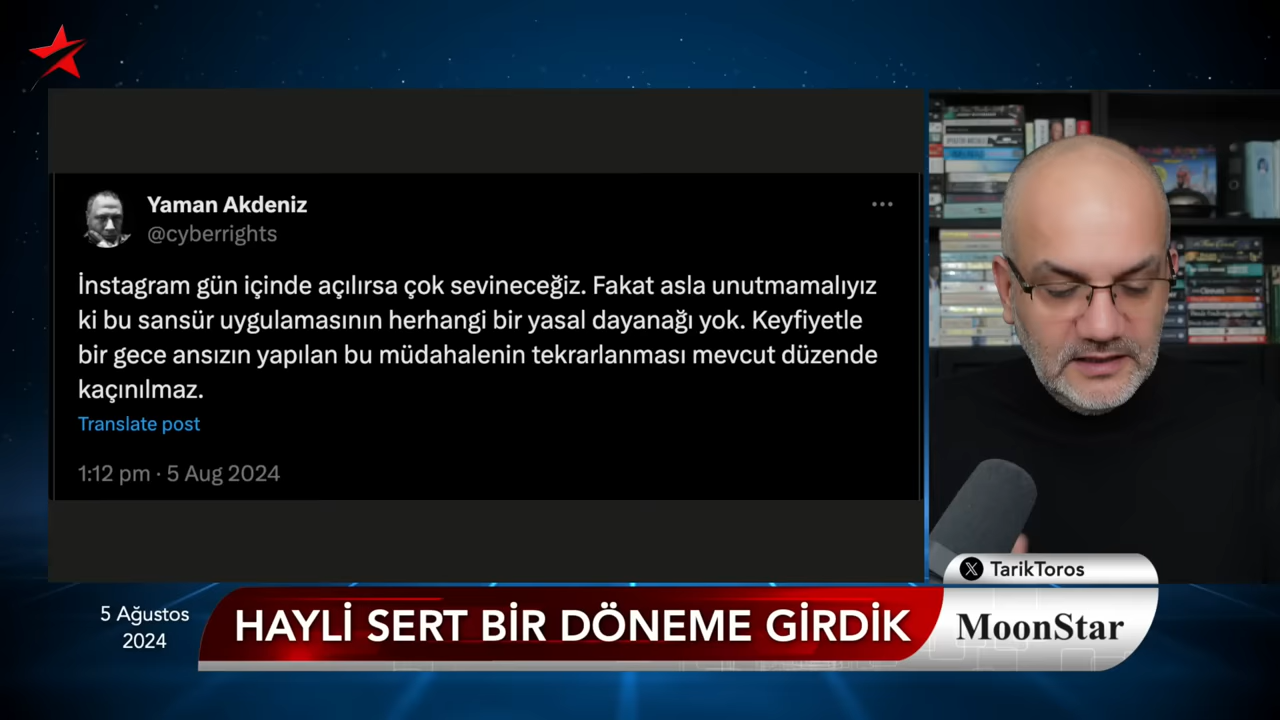 Yaman Akdeniz
@cyberrights
İnstagram gün içinde açılırsa çok sevineceğiz. Fakat asla unutmamalıyız
ki bu sansür uygulamasının herhangi bir yasal dayanağı yok. Keyfiyetle
bir gece ansızın yapılan bu müdahalenin tekrarlanması mevcut düzende
kaçınılmaz.
Translate post
1:12 pm · 5 Aug 2024
TarikToros
5 Ağustos
2024
HAYLİ SERT BİR DÖNEME GİRDİK
MoonStar